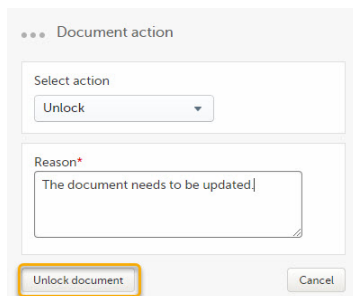 Document action
Select action
Unlock
Reason*
The document needs to be updated.
Unlock document
Cancel